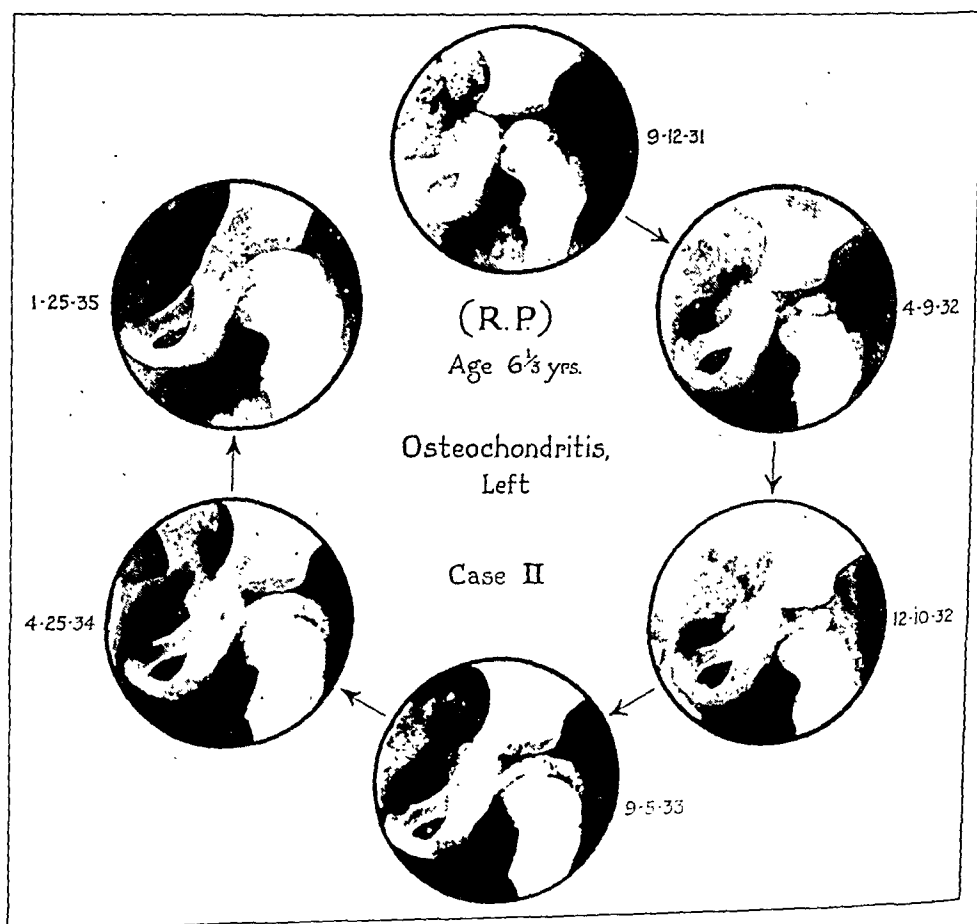 9-12-31
(R.P.)
Age 6⅓ yrs.
4-9-32
1-25-35
Osteochondritis,
Left
Case II
12-10-32
4-25-34
9-5-33